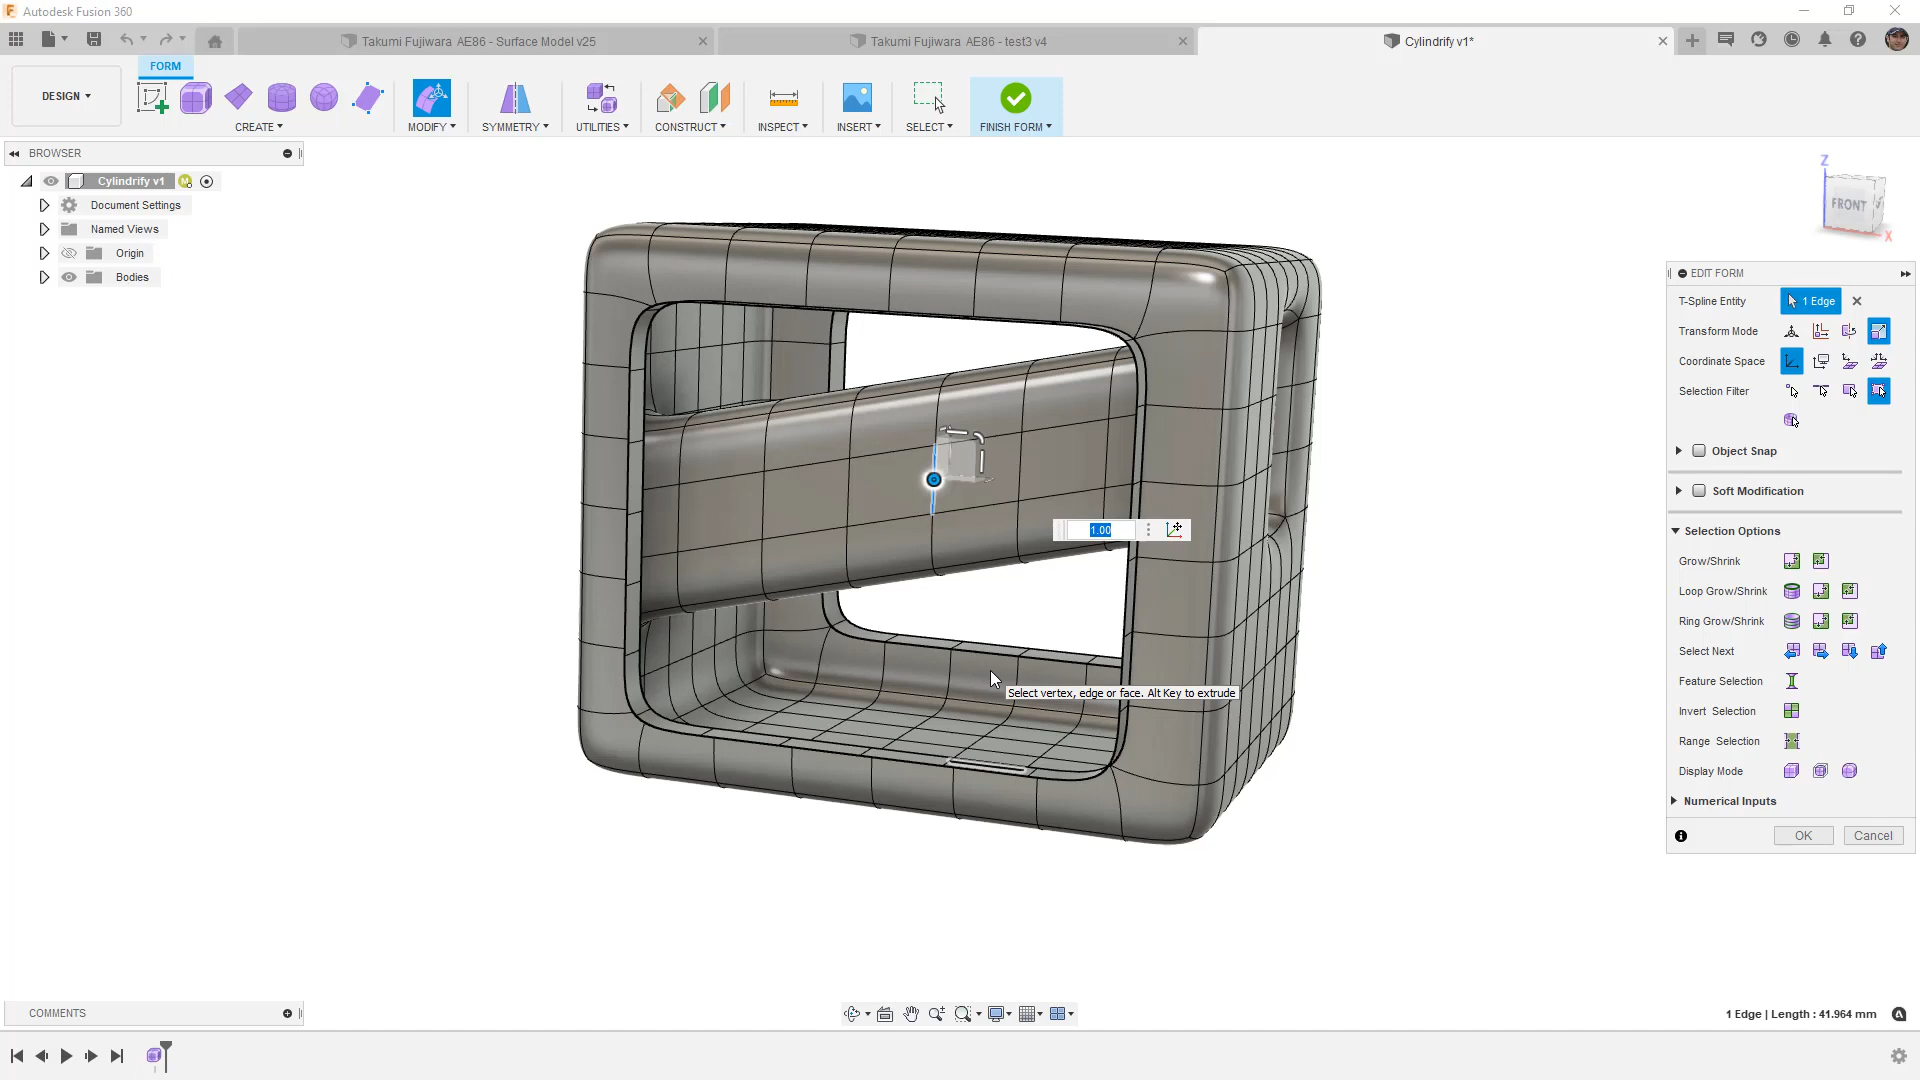 Autodesk Fusion 360
Takumi Fujiwara AE86 - Surface Model v25
Takumi Fujiwara AE86 - test3 v4
Cylindrify v1*
FORM
DESIGN
CREATE
MODIFY
SYMMETRY
UTILITIES
CONSTRUCT
INSPECT
INSERT
SELECT
FINISH FORM
BROWSER
Cylindrify v1
Document Settings
Named Views
Origin
Bodies
Z
FRONT
X
EDIT FORM
T-Spline Entity
1 Edge
Transform Mode
Coordinate Space
Selection Filter
Object Snap
Soft Modification
Selection Options
Grow/Shrink
Loop Grow/Shrink
Ring Grow/Shrink
Select Next
Feature Selection
Invert Selection
Range Selection
Display Mode
Numerical Inputs
OK
Cancel
1.00
Select vertex, edge or face. Alt Key to extrude
COMMENTS
1 Edge | Length : 41.964 mm